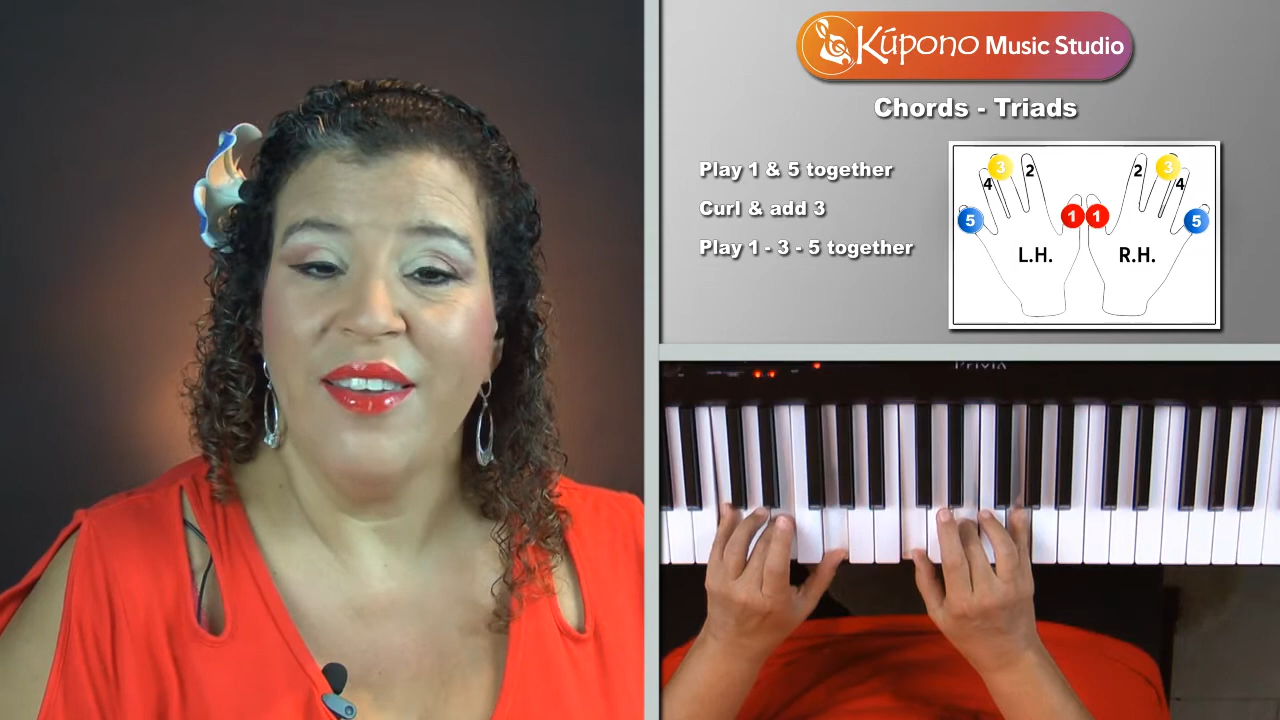 Kúpono Music Studio
Chords - Triads
Play 1 & 5 together
Curl & add 3
Play 1 - 3 - 5 together
5 4 3 2 1 1 2 3 4 5
L.H. R.H.